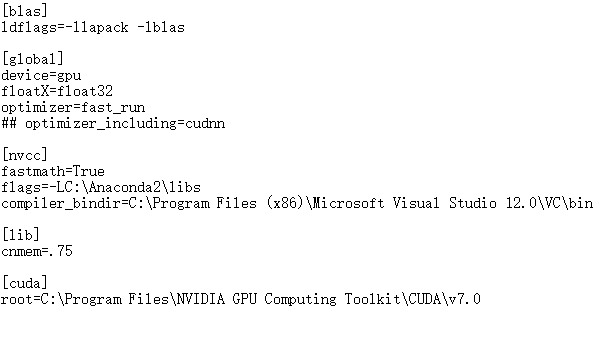 [blas]
ldflags=-llapack -lblas
[global]
device=gpu
floatX=float32
optimizer=fast_run
## optimizer_including=cudnn
[nvcc]
fastmath=True
flags=-LC:\Anaconda2\libs
compiler_bindir=C:\Program Files (x86)\Microsoft Visual Studio 12.0\VC\bin
[lib]
cnmem=.75
[cuda]
root=C:\Program Files\NVIDIA GPU Computing Toolkit\CUDA\v7.0